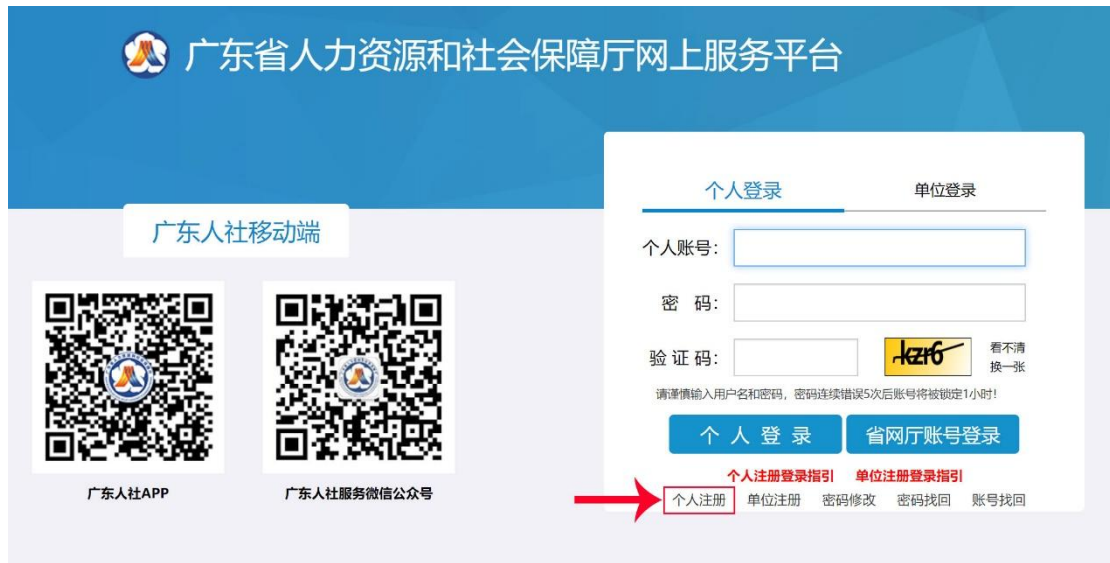 广东省人力资源和社会保障厅网上服务平台
个人登录 单位登录
广东人社移动端
个人账号:
密 码:
验 证 码: kzr6 看不清
换一张
请谨慎输入用户名和密码,密码连续错误5次后账号将被锁定1小时!
个 人 登 录 省网厅账号登录
个人注册登录指引 单位注册登录指引
广东人社APP 广东人社服务微信公众号
个人注册 单位注册 密码修改 密码找回 账号找回